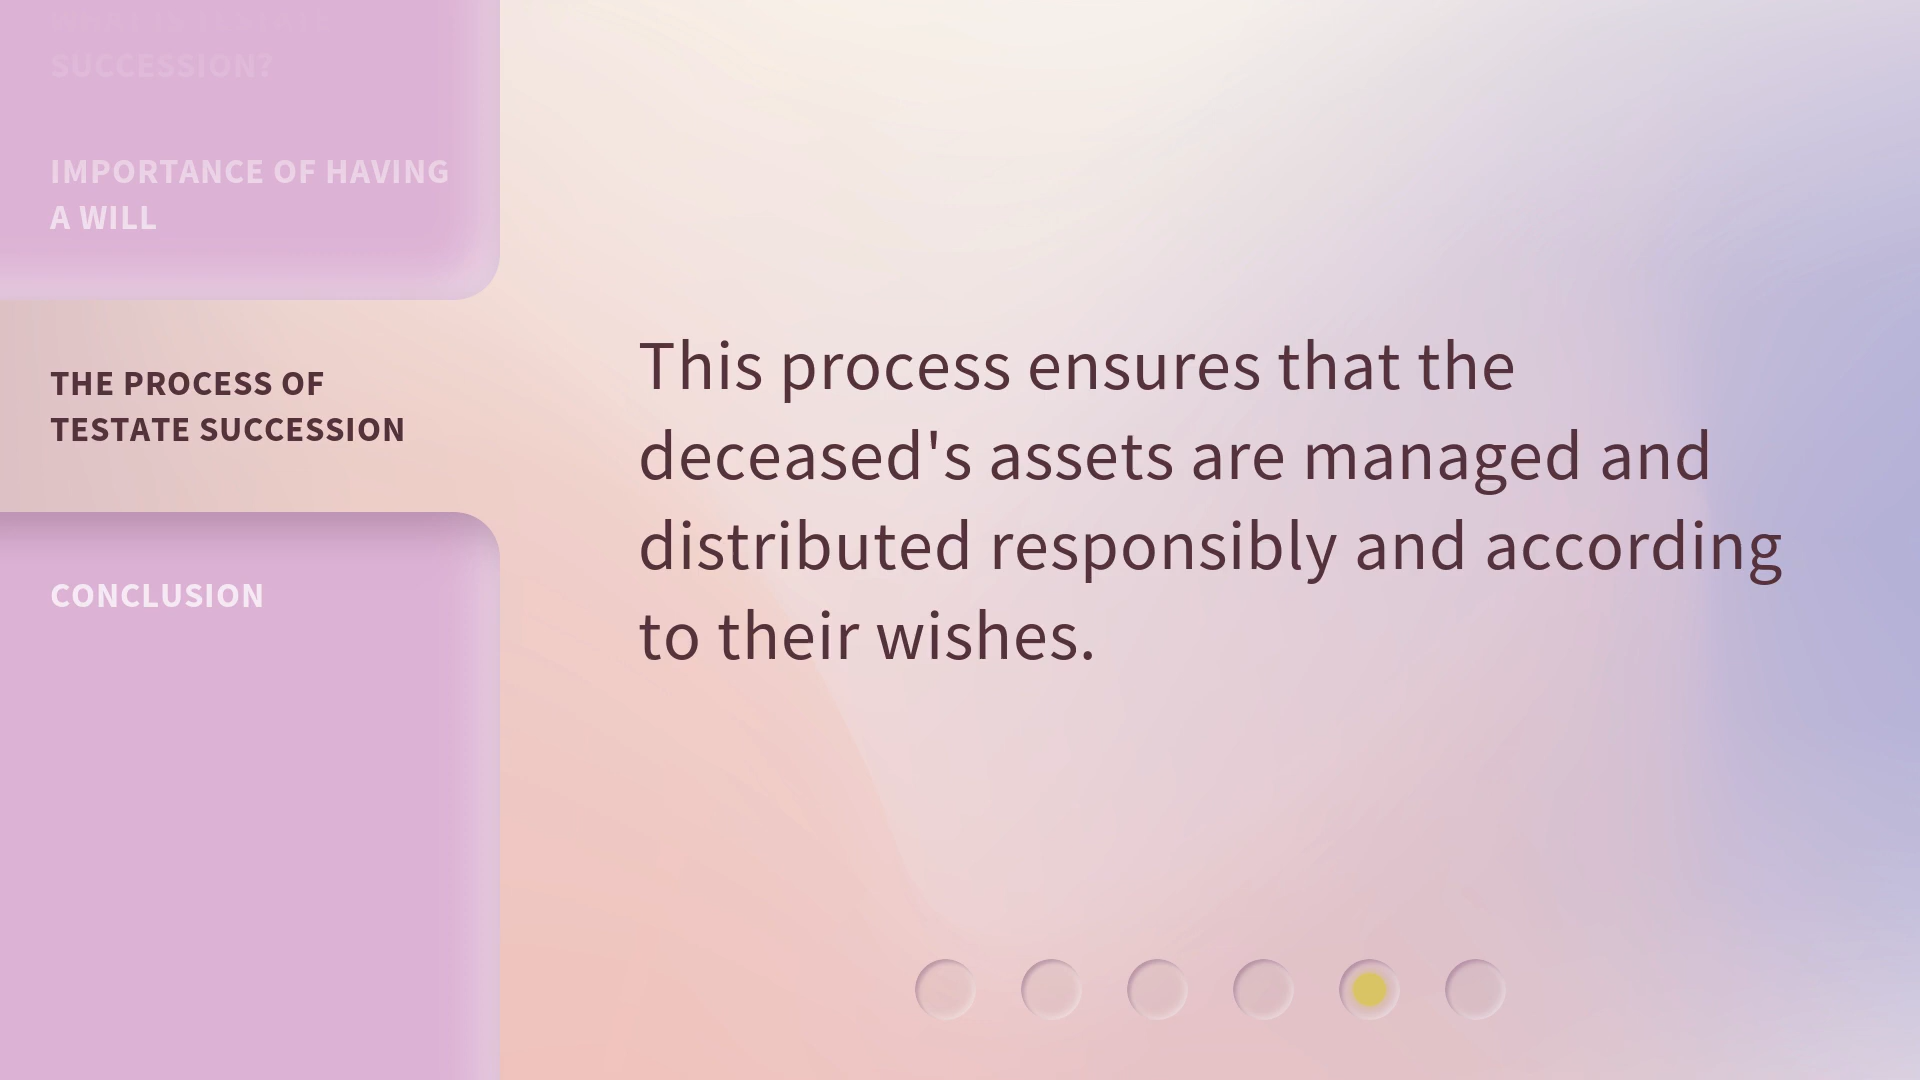 SUCCESSION?
IMPORTANCE OF HAVING
A WILL
THE PROCESS OF
TESTATE SUCCESSION
CONCLUSION
This process ensures that the
deceased's assets are managed and
distributed responsibly and according
to their wishes.